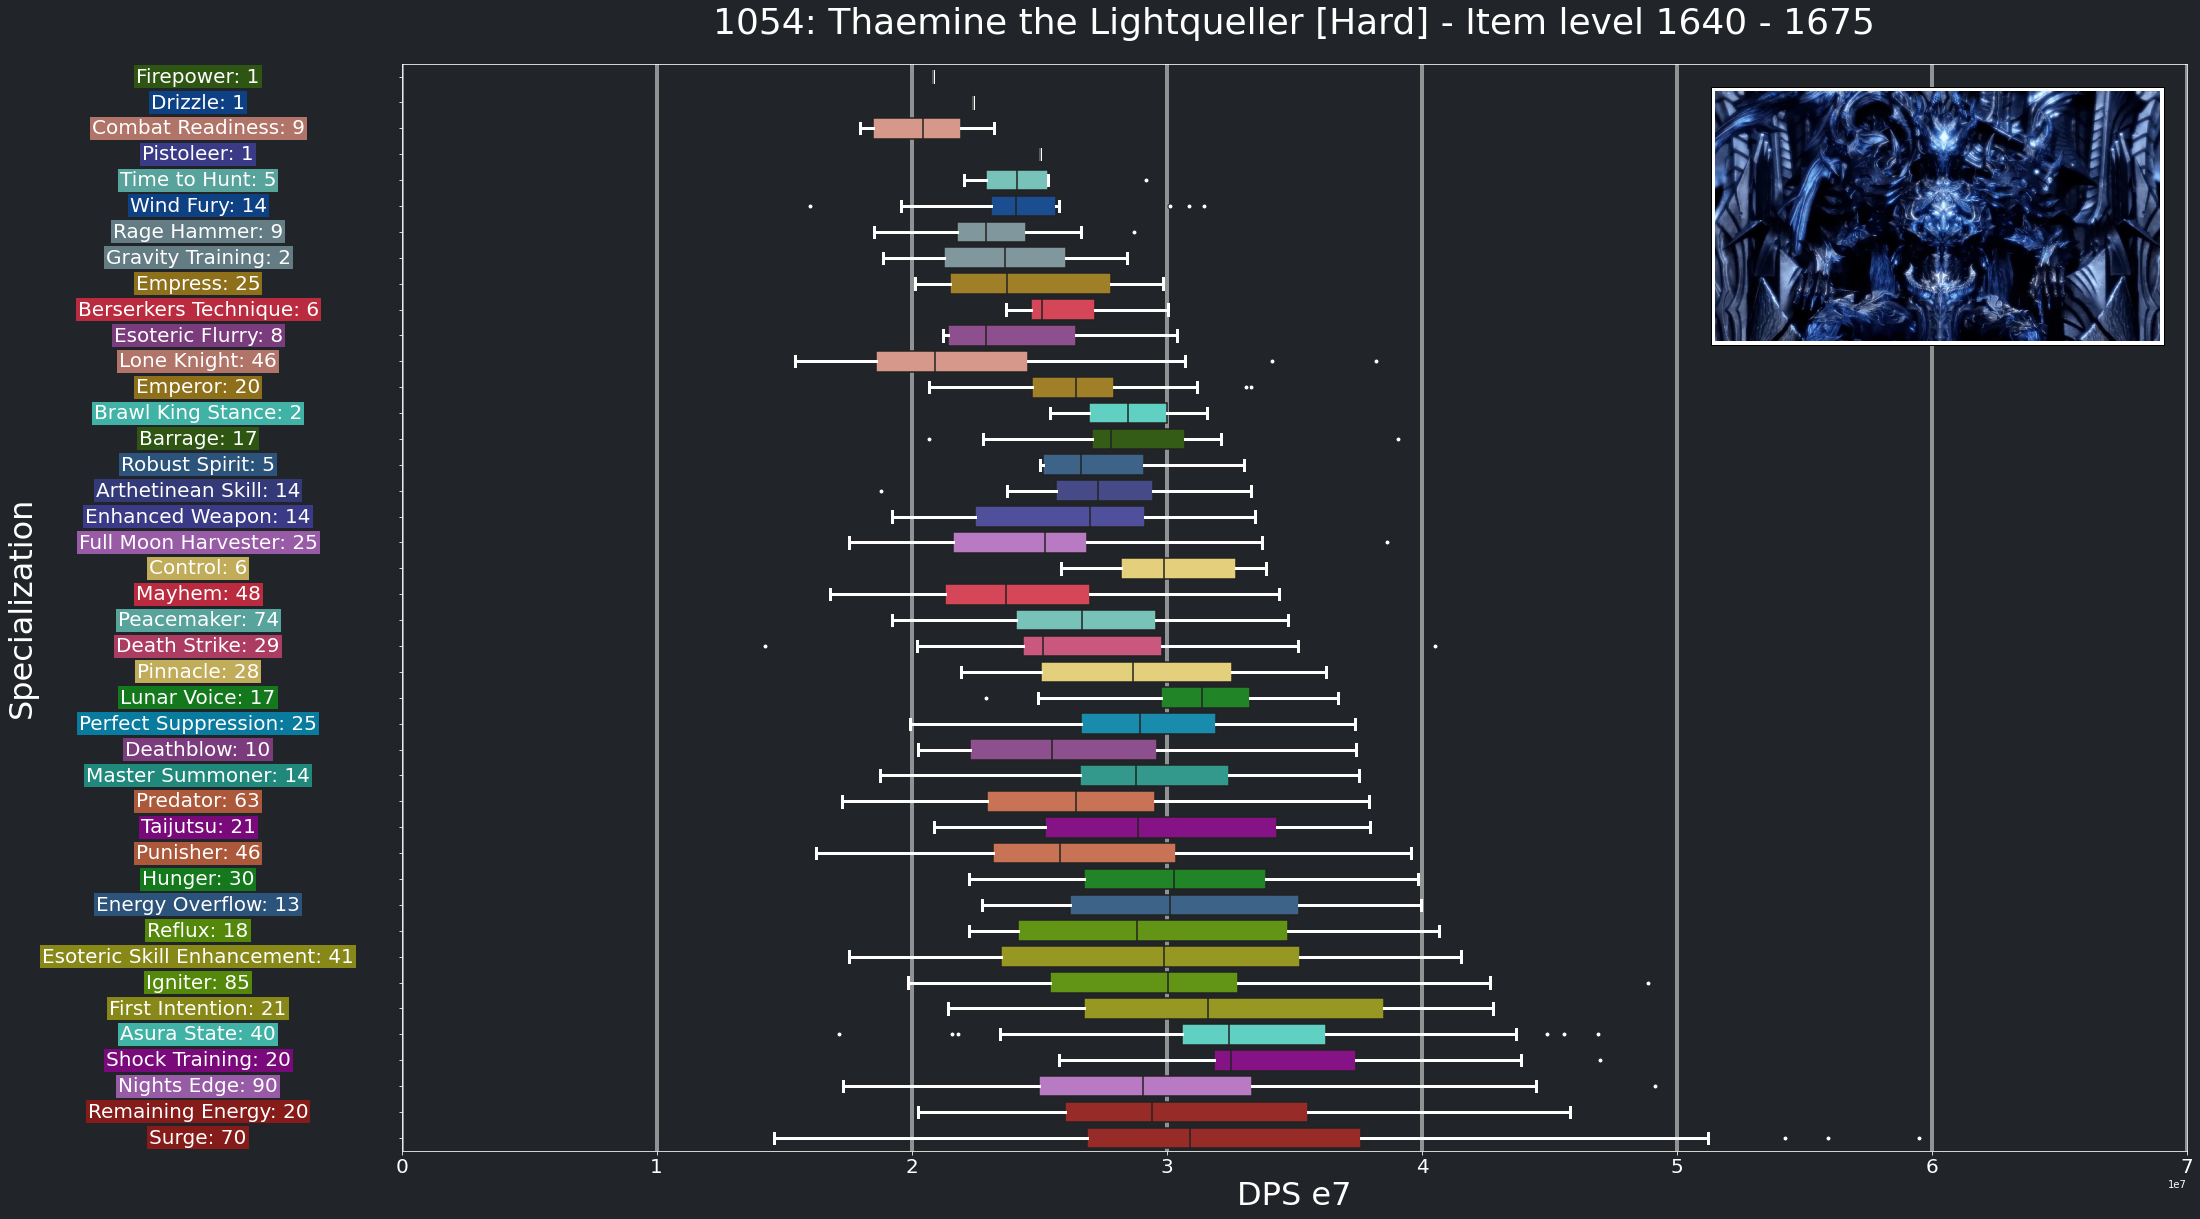 1054: Thaemine the Lightqueller [Hard] - Item level 1640 - 1675
Specialization
Firepower: 1
Drizzle: 1
Combat Readiness: 9
Pistoleer: 1
Time to Hunt: 5
Wind Fury: 14
Rage Hammer: 9
Gravity Training: 2
Empress: 25
Berserkers Technique: 6
Esoteric Flurry: 8
Lone Knight: 46
Emperor: 20
Brawl King Stance: 2
Barrage: 17
Robust Spirit: 5
Arthetinean Skill: 14
Enhanced Weapon: 14
Full Moon Harvester: 25
Control: 6
Mayhem: 48
Peacemaker: 74
Death Strike: 29
Pinnacle: 28
Lunar Voice: 17
Perfect Suppression: 25
Deathblow: 10
Master Summoner: 14
Predator: 63
Taijutsu: 21
Punisher: 46
Hunger: 30
Energy Overflow: 13
Reflux: 18
Esoteric Skill Enhancement: 41
Igniter: 85
First Intention: 21
Asura State: 40
Shock Training: 20
Nights Edge: 90
Remaining Energy: 20
Surge: 70
0 1 2 3 4 5 6 7
DPS e7
1e7